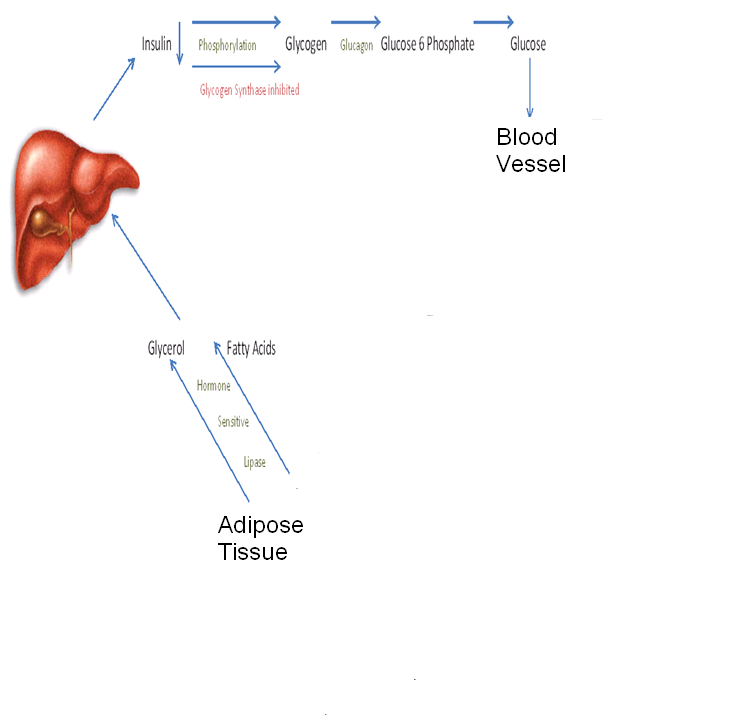 Insulin
Phosphorylation
Glycogen
Glucagon
Glucose 6 Phosphate
Glucose
Glycogen Synthase inhibited
Blood
Vessel
Glycerol
Fatty Acids
Hormone
Sensitive
Lipase
Adipose
Tissue